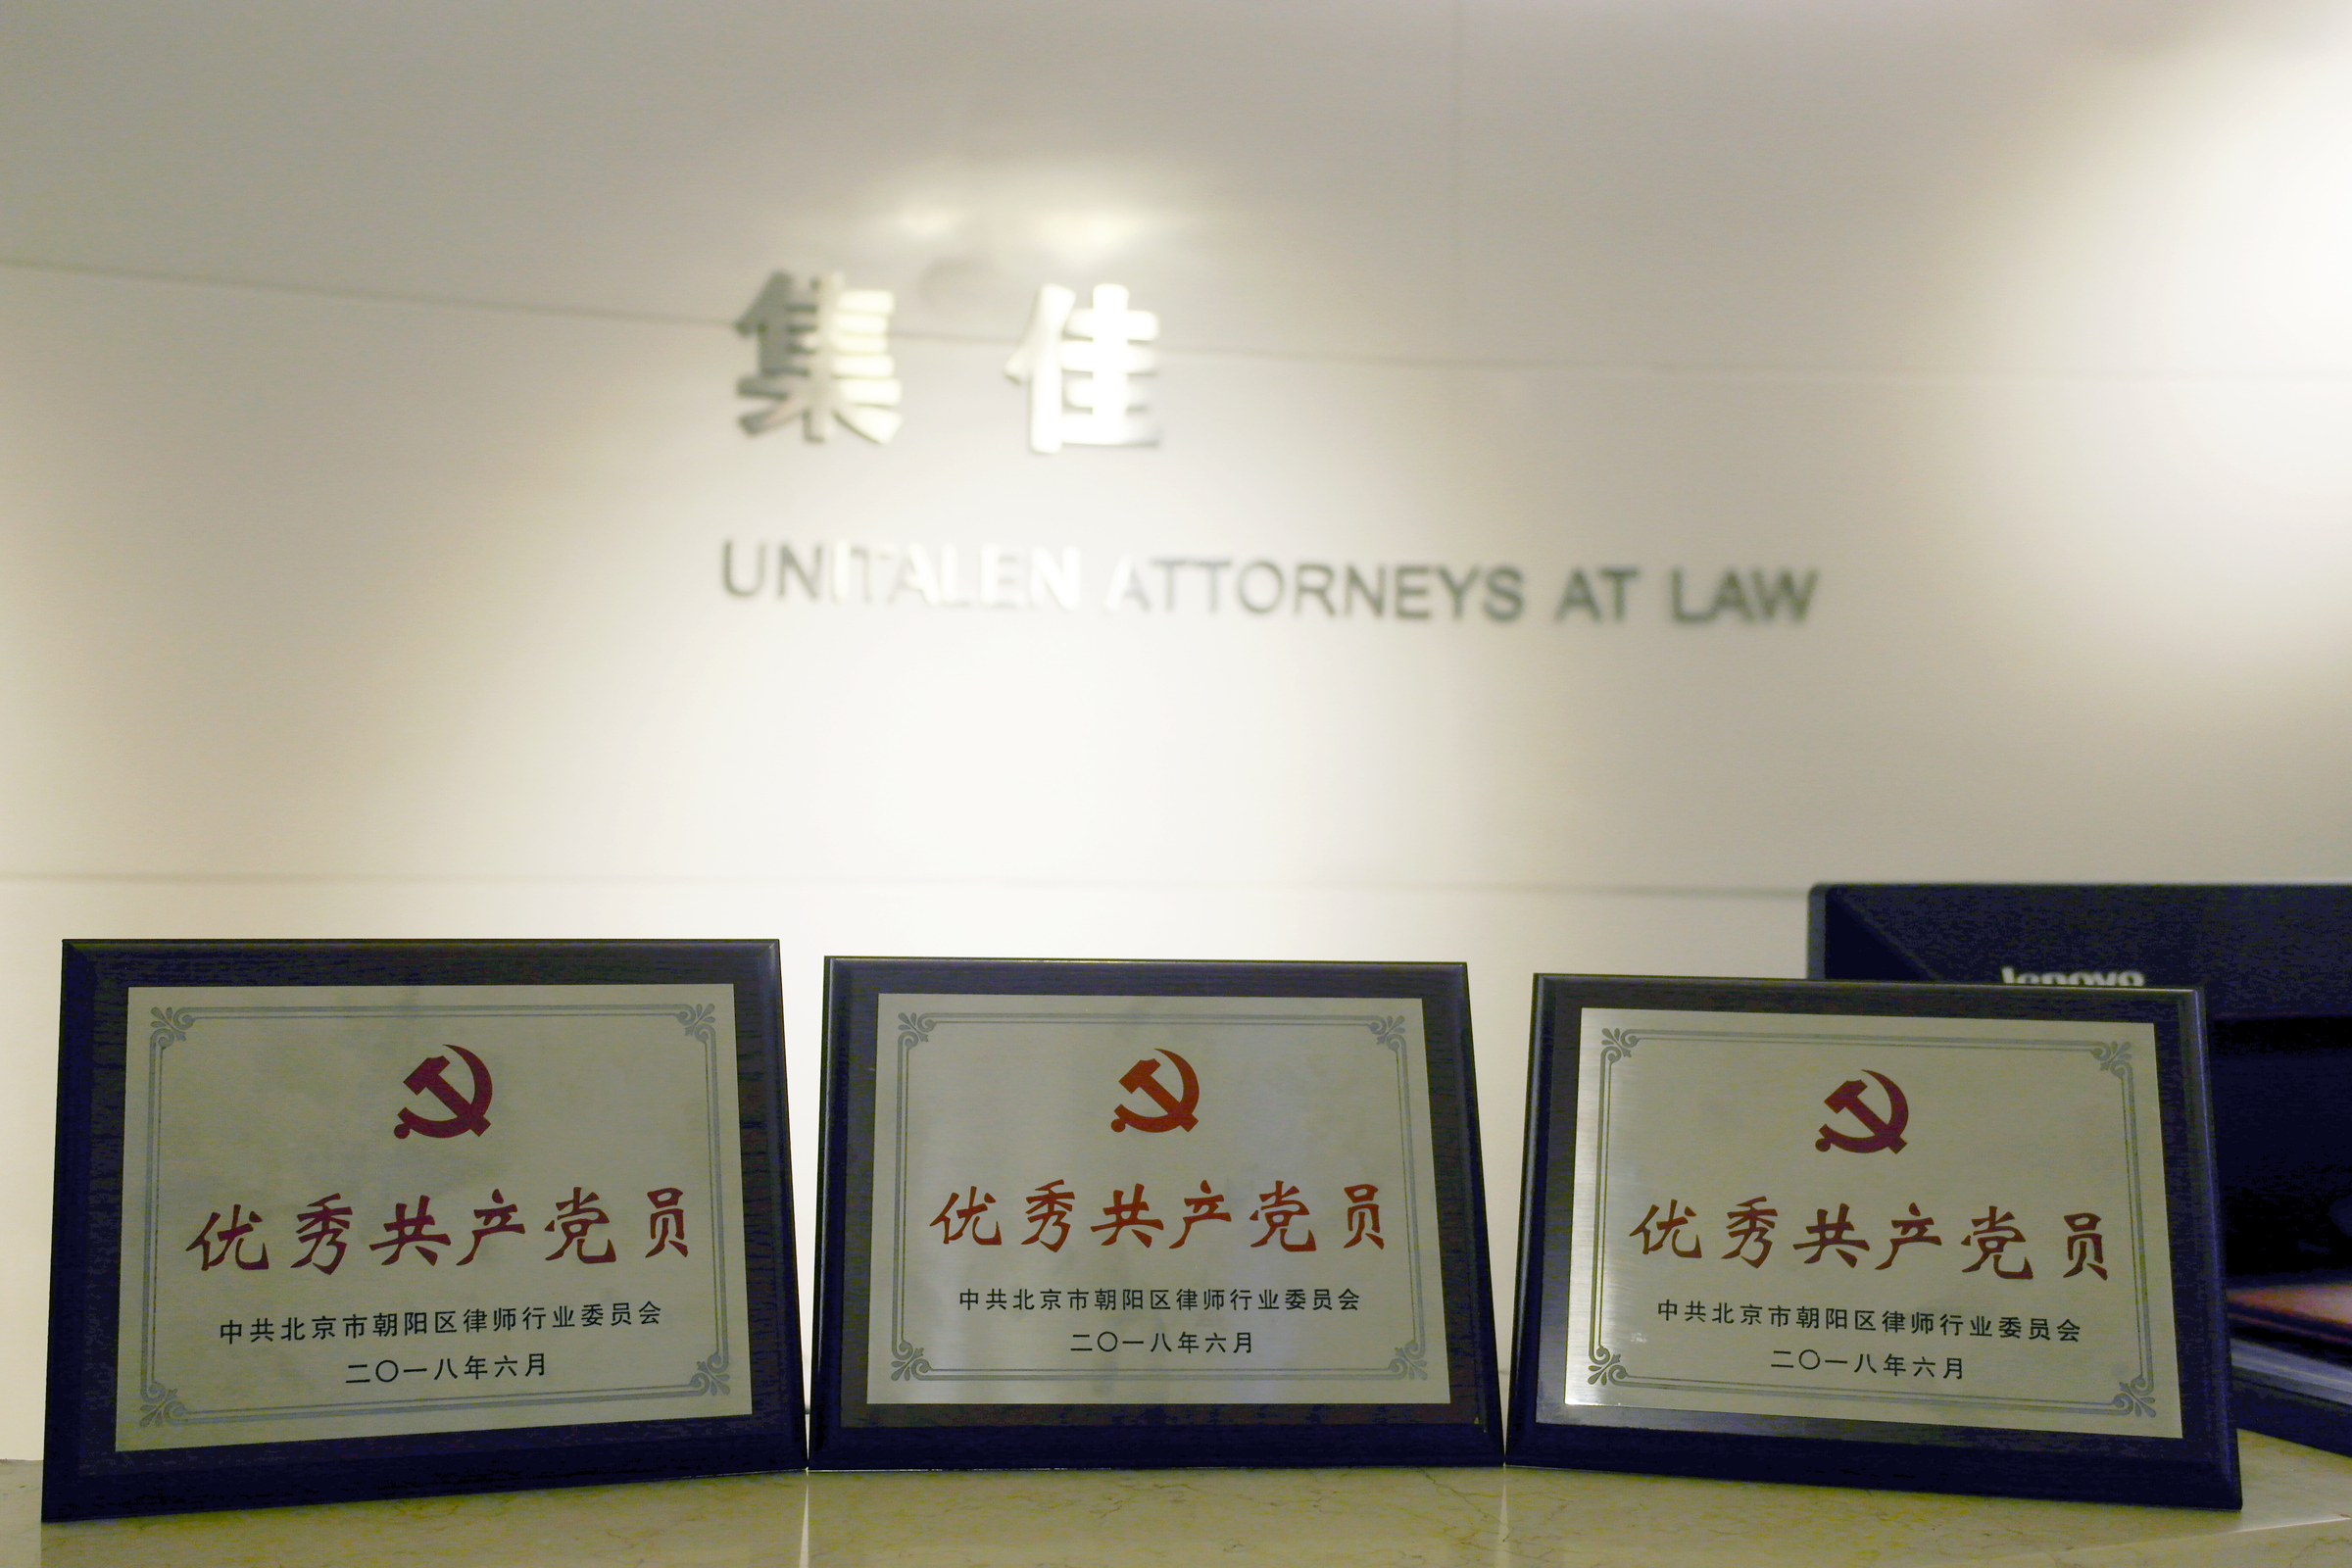 集佳
UNITALEN ATTORNEYS AT LAW
lenovo
优秀共产党员
中共北京市朝阳区律师行业委员会
二〇一八年六月
优秀共产党员
中共北京市朝阳区律师行业委员会
二〇一八年六月
优秀共产党员
中共北京市朝阳区律师行业委员会
二〇一八年六月